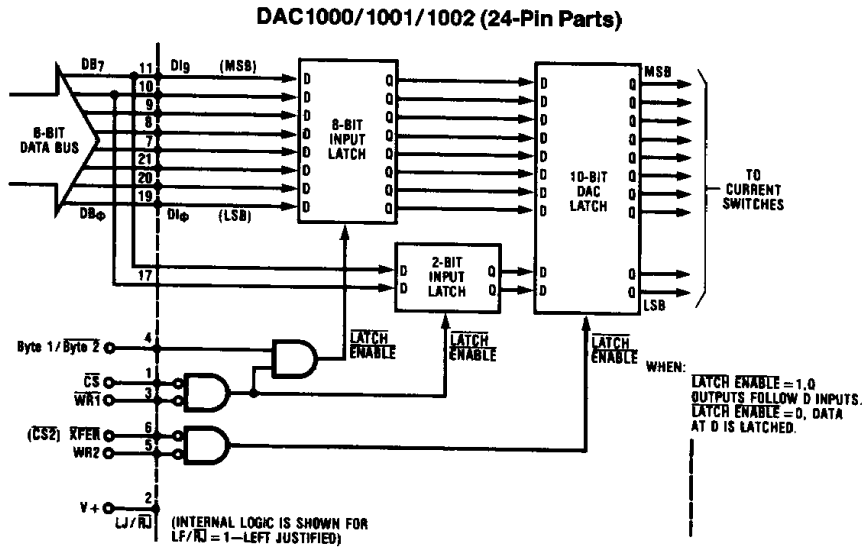 DAC1000/1001/1002 (24-Pin Parts)
8-BIT
DATA BUS
DB7
DBΦ
11
10
9
8
7
21
20
19
17
DI9
(MSB)
DIΦ
(LSB)
D
D
D
D
D
D
D
D
8-BIT
INPUT
LATCH
Q
Q
Q
Q
Q
Q
Q
Q
D
D
2-BIT
INPUT
LATCH
Q
Q
D
D
D
D
D
D
D
D
D
D
10-BIT
DAC
LATCH
Q
Q
Q
Q
Q
Q
Q
Q
Q
Q
MSB
LSB
TO
CURRENT
SWITCHES
Byte 1/Byte 2
4
CS
1
WR1
3
(CS2) XFER
6
WR2
5
V+
2
LJ/RJ
LATCH
ENABLE
LATCH
ENABLE
LATCH
ENABLE
WHEN:
LATCH ENABLE = 1, Q
OUTPUTS FOLLOW D INPUTS.
LATCH ENABLE = 0, DATA
AT D IS LATCHED.
(INTERNAL LOGIC IS SHOWN FOR
LF/RJ = 1—LEFT JUSTIFIED)